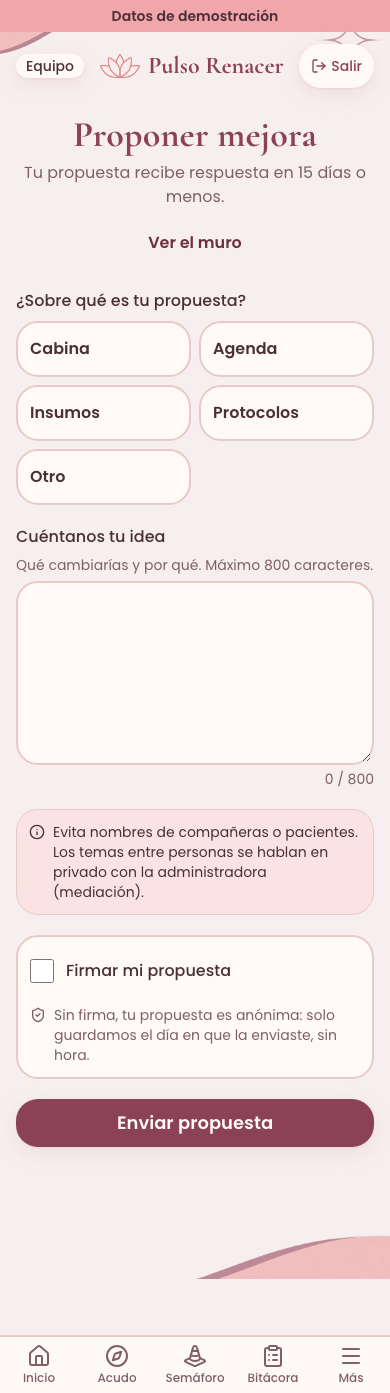 Datos de demostración
Equipo
Pulso Renacer
Salir
Proponer mejora
Tu propuesta recibe respuesta en 15 días o
menos.
Ver el muro
¿Sobre qué es tu propuesta?
Cabina
Agenda
Insumos
Protocolos
Otro
Cuéntanos tu idea
Qué cambiarías y por qué. Máximo 800 caracteres.
0 / 800
Evita nombres de compañeras o pacientes.
Los temas entre personas se hablan en
privado con la administradora
(mediación).
Firmar mi propuesta
Sin firma, tu propuesta es anónima: solo
guardamos el día en que la enviaste, sin
hora.
Enviar propuesta
Inicio
Acudo
Semáforo
Bitácora
Más